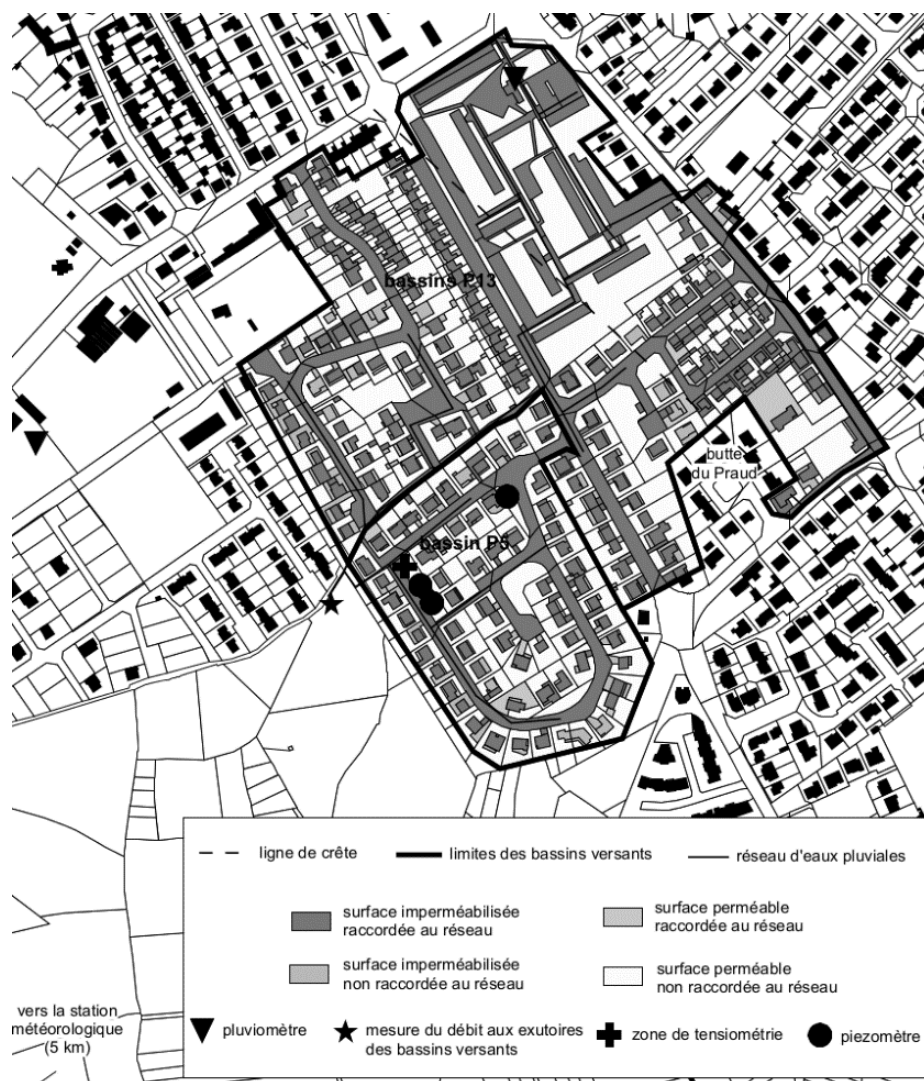 bassins P13
butte
du Praud
bassin P5
ligne de crête
limites des bassins versants
réseau d'eaux pluviales
surface imperméabilisée
raccordée au réseau
surface perméable
raccordée au réseau
surface imperméabilisée
non raccordée au réseau
surface perméable
non raccordée au réseau
vers la station
météorologique
(5 km)
pluviomètre
mesure du débit aux exutoires
des bassins versants
zone de tensiométrie
piezomètre